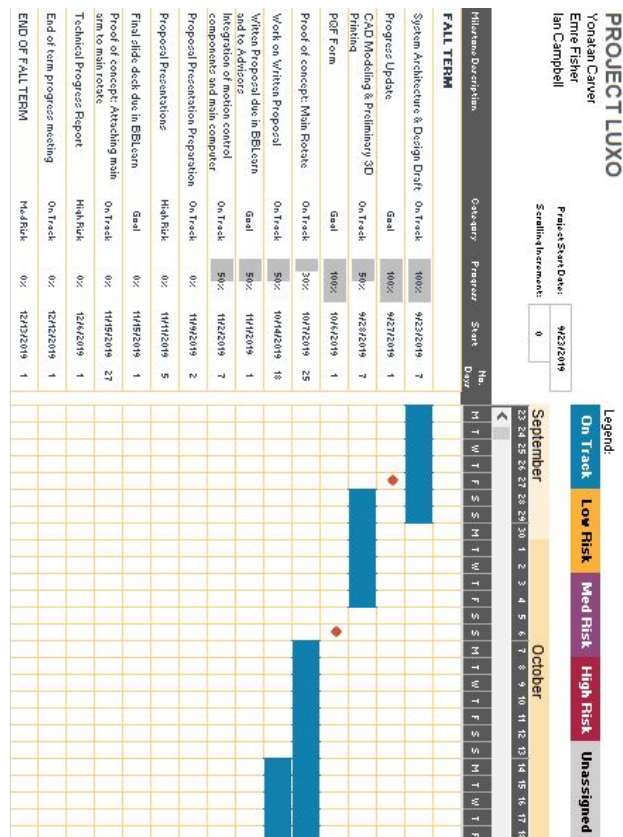 PROJECT LUXO
Yonatan Carver
Emre Fisher
Ian Campbell
Project Start Date: 9/23/2019
Scrolling Increment: 0
Legend:
On Track Low Risk Med Risk High Risk Unassigned
September October
23 24 25 26 27 28 29 30 1 2 3 4 5 6 7 8 9 10 11 12 13 14 15 16 17 18
Milestone Description Category Progress Start No. Days M T W T F S S M T W T F S S M T W T F S S M T W T F
FALL TERM
System Architecture & Design Draft On Track 100% 9/23/2019 7
Progress Update Goal 100% 9/27/2019 1
CAD Modeling & Preliminary 3D
Printing On Track 50% 9/28/2019 7
PQF Form Goal 100% 10/6/2019 1
Proof of concept: Main Rotate On Track 30% 10/7/2019 25
Work on Written Proposal On Track 50% 10/14/2019 18
Witten Proposal due in BBLearn
and to Advisors Goal 50% 11/1/2019 1
Integration of motion control
components and main computer On Track 50% 11/2/2019 7
Proposal Presentation Preparation On Track 0% 11/9/2019 2
Proposal Presentations High Risk 0% 11/11/2019 5
Final slide deck due in BBLearn Goal 0% 11/15/2019 1
Proof of concept: Attaching main
arm to main rotate On Track 0% 11/15/2019 27
Technical Progress Report High Risk 0% 12/6/2019 1
End of term progress meeting On Track 0% 12/12/2019 1
END OF FALL TERM Med Risk 0% 12/13/2019 1